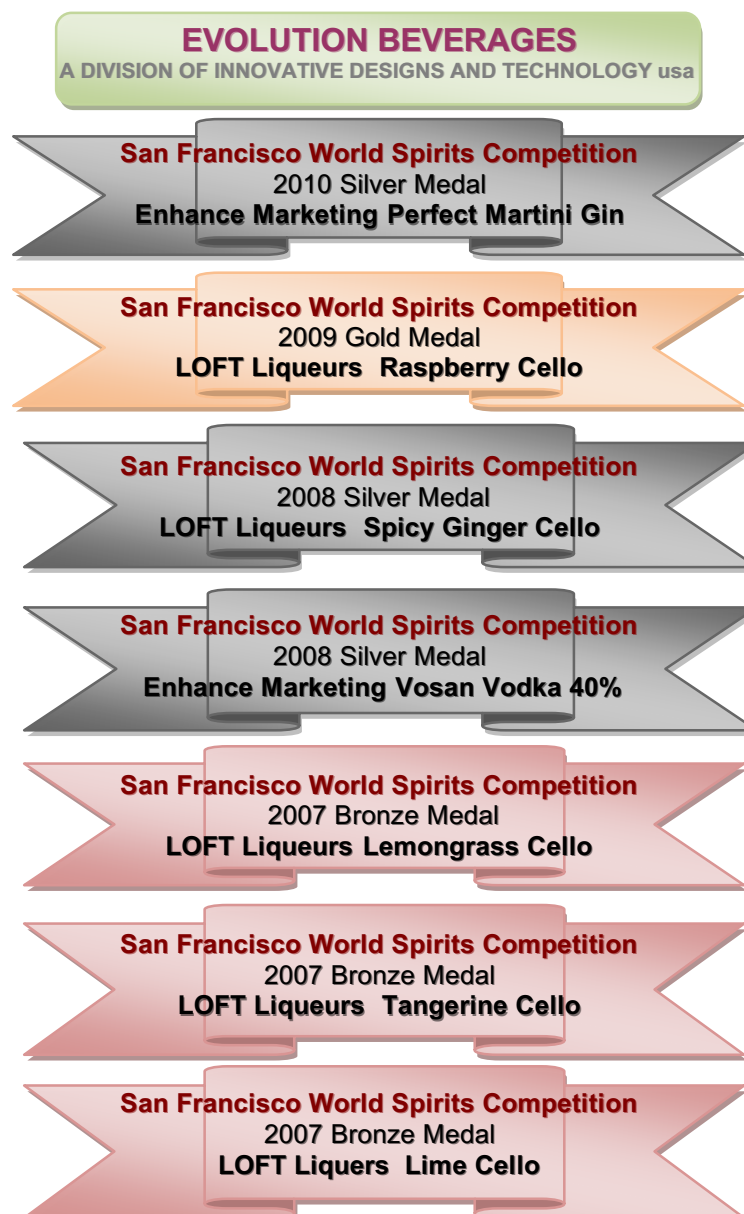 EVOLUTION BEVERAGES
A DIVISION OF INNOVATIVE DESIGNS AND TECHNOLOGY usa
San Francisco World Spirits Competition
2010 Silver Medal
Enhance Marketing Perfect Martini Gin
San Francisco World Spirits Competition
2009 Gold Medal
LOFT Liqueurs Raspberry Cello
San Francisco World Spirits Competition
2008 Silver Medal
LOFT Liqueurs Spicy Ginger Cello
San Francisco World Spirits Competition
2008 Silver Medal
Enhance Marketing Vosan Vodka 40%
San Francisco World Spirits Competition
2007 Bronze Medal
LOFT Liqueurs Lemongrass Cello
San Francisco World Spirits Competition
2007 Bronze Medal
LOFT Liqueurs Tangerine Cello
San Francisco World Spirits Competition
2007 Bronze Medal
LOFT Liquers Lime Cello